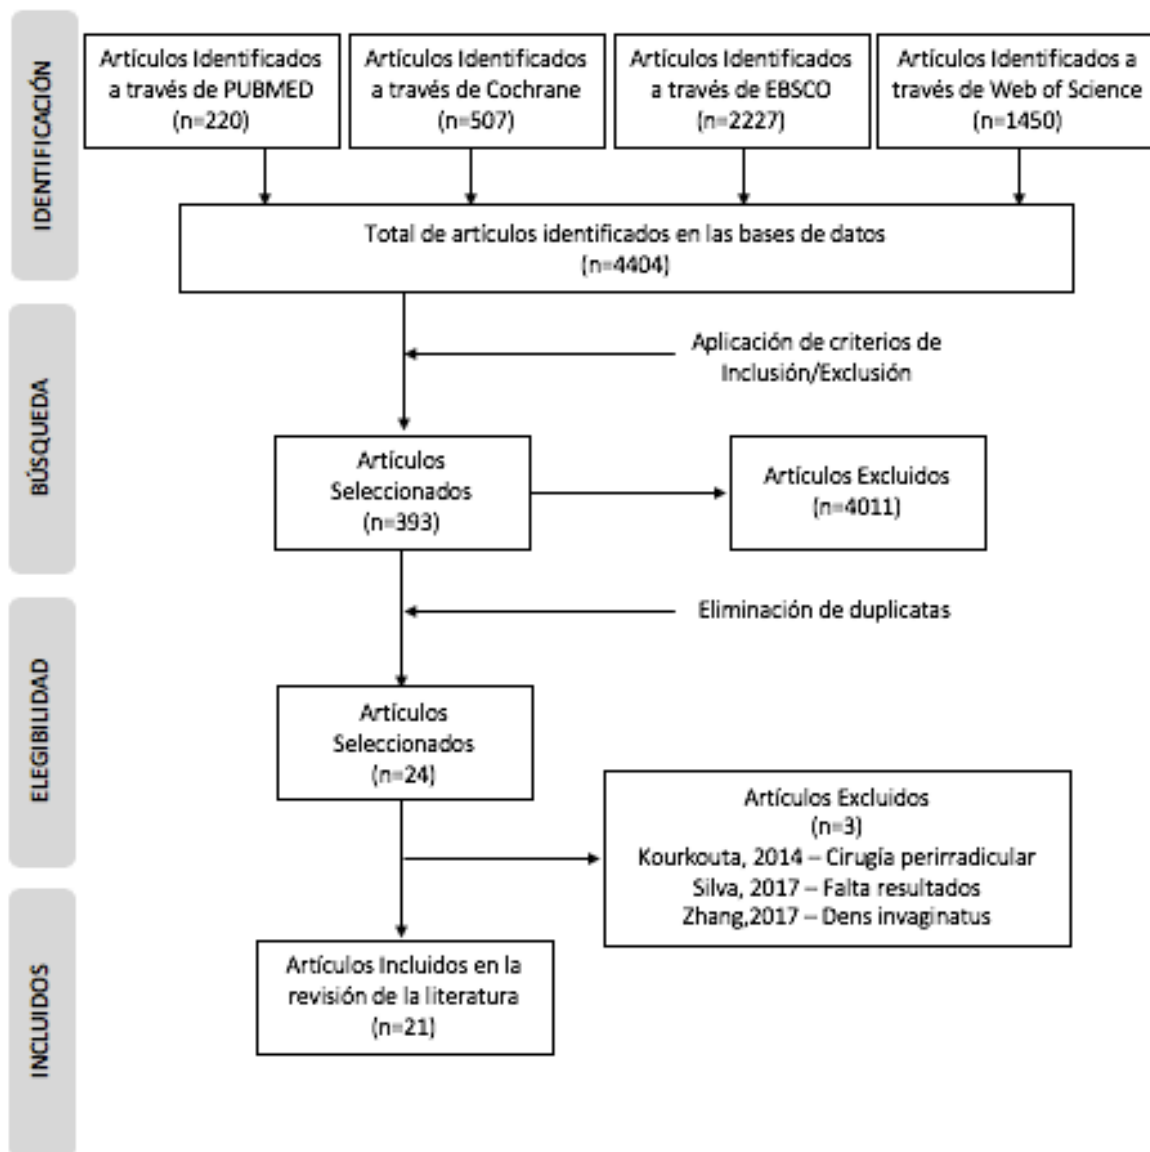 IDENTIFICACIÓN
Artículos Identificados
a través de PUBMED
(n=220)
Artículos Identificados
a través de Cochrane
(n=507)
Artículos Identificados
a través de EBSCO
(n=2227)
Artículos Identificados a
través de Web of Science
(n=1450)
Total de artículos identificados en las bases de datos
(n=4404)
BÚSQUEDA
Aplicación de criterios de
Inclusión/Exclusión
Artículos
Seleccionados
(n=393)
Artículos Excluidos
(n=4011)
ELEGIBILIDAD
Eliminación de duplicatas
Artículos
Seleccionados
(n=24)
Artículos Excluidos
(n=3)
Kourkouta, 2014 – Cirugía perirradicular
Silva, 2017 – Falta resultados
Zhang,2017 – Dens invaginatus
INCLUIDOS
Artículos Incluidos en la
revisión de la literatura
(n=21)